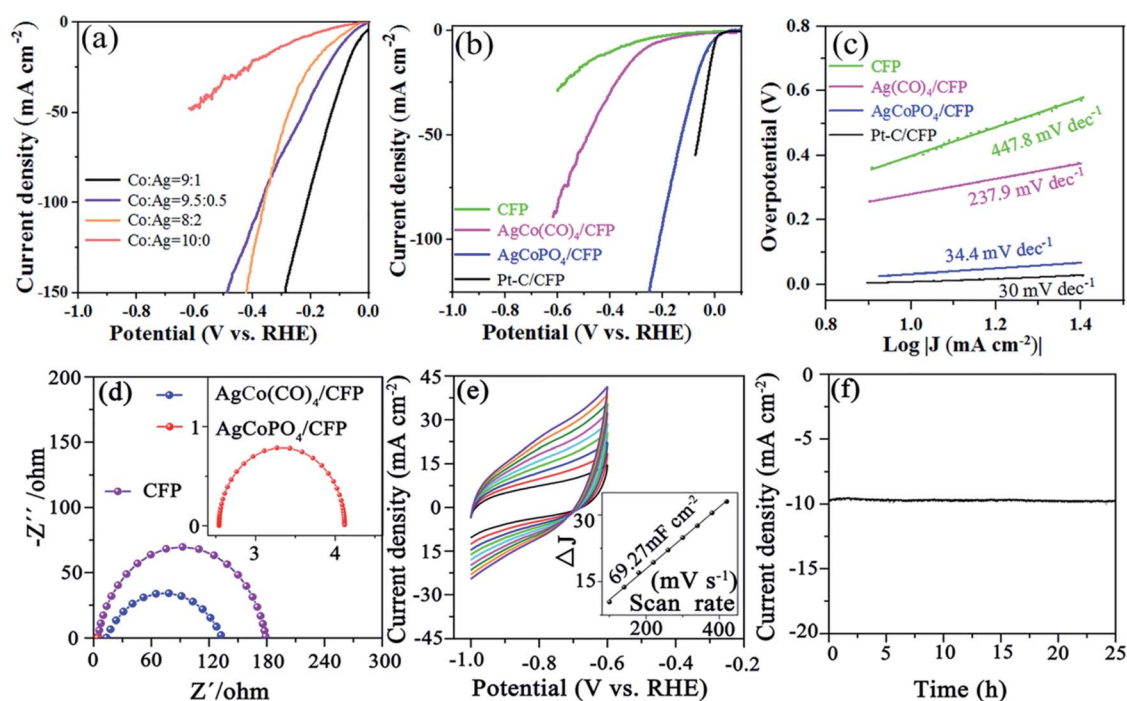 (a)
Current density (mA cm⁻²)
0
-50
-100
-150
Co:Ag=9:1
Co:Ag=9.5:0.5
Co:Ag=8:2
Co:Ag=10:0
-0.8 -0.6 -0.4 -0.2 0.0
Potential (V vs. RHE)
(b)
Current density (mA cm⁻²)
0
-50
-100
CFP
AgCo(CO)₄/CFP
AgCoPO₄/CFP
Pt-C/CFP
-1.0 -0.8 -0.6 -0.4 -0.2 0.0
Potential (V vs. RHE)
(c)
Overpotential (V)
0.8
0.6
0.4
0.2
0.0
CFP
Ag(CO)₄/CFP
AgCoPO₄/CFP
Pt-C/CFP
447.8 mV dec⁻¹
237.9 mV dec⁻¹
34.4 mV dec⁻¹
30 mV dec⁻¹
0.8 1.0 1.2 1.4
Log |J (mA cm⁻²)|
(d)
-Z´´/ohm
200
150
100
50
0
AgCo(CO)₄/CFP
AgCoPO₄/CFP
CFP
1
0
3 4
0 60 120 180 240 300
Z´/ohm
(e)
Current density (mA cm⁻²)
45
30
15
0
-15
-30
-45
ΔJ
30
15
69.27mF cm⁻²
(mV s⁻¹)
Scan rate
200 400
-1.0 -0.8 -0.6 -0.4 -0.2
Potential (V vs. RHE)
(f)
Current density (mA cm⁻²)
0
-5
-10
-15
-20
0 5 10 15 20 25
Time (h)